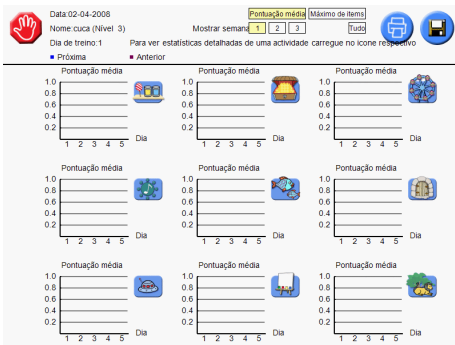 Data:02-04-2008
Pontuação média Máximo de items
Nome:cuca (Nível 3)
Mostrar semana 1 2 3 Tudo
Dia de treino:1 Para ver estatísticas detalhadas de uma actividade carregue no icone respectivo
Próxima Anterior
Pontuação média Pontuação média Pontuação média
1.0 1.0 1.0
0.8 0.8 0.8
0.6 0.6 0.6
0.4 0.4 0.4
0.2 0.2 0.2
Dia Dia Dia
1 2 3 4 5 1 2 3 4 5 1 2 3 4 5
Pontuação média Pontuação média Pontuação média
1.0 1.0 1.0
0.8 0.8 0.8
0.6 0.6 0.6
0.4 0.4 0.4
0.2 0.2 0.2
Dia Dia Dia
1 2 3 4 5 1 2 3 4 5 1 2 3 4 5
Pontuação média Pontuação média Pontuação média
1.0 1.0 1.0
0.8 0.8 0.8
0.6 0.6 0.6
0.4 0.4 0.4
0.2 0.2 0.2
Dia Dia Dia
1 2 3 4 5 1 2 3 4 5 1 2 3 4 5